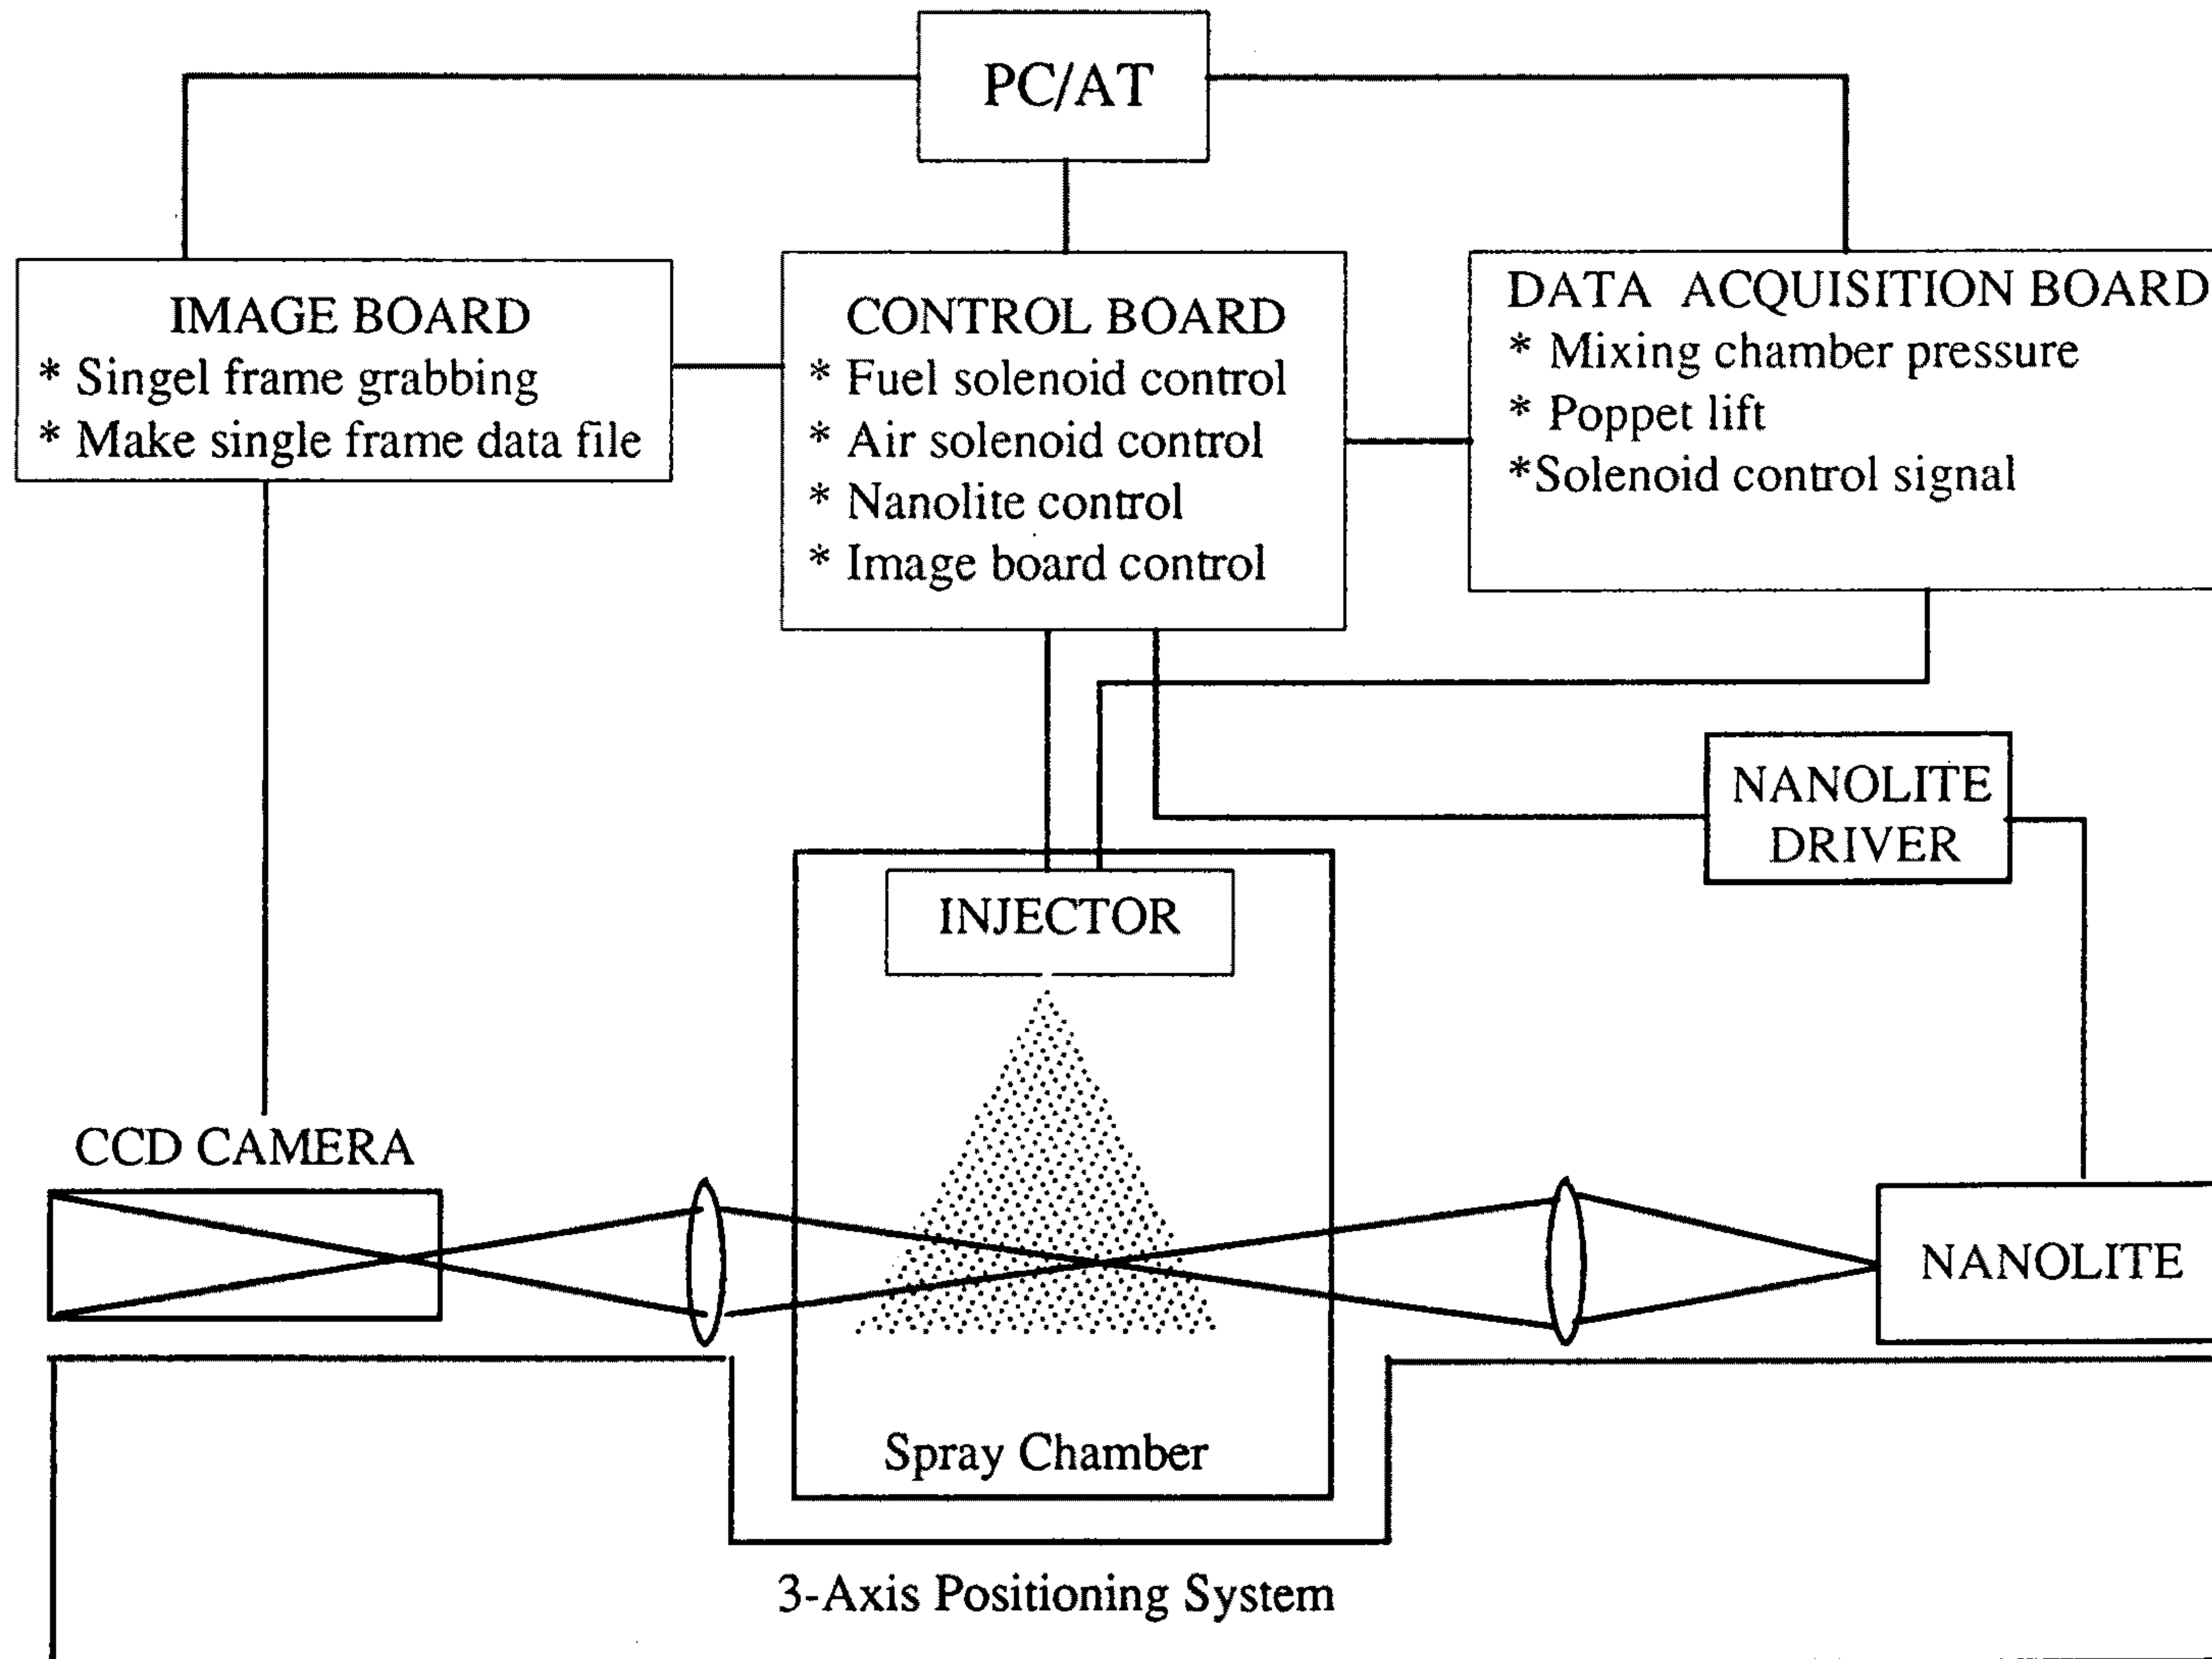 PC/AT
IMAGE BOARD
* Singel frame grabbing
* Make single frame data file
CONTROL BOARD
* Fuel solenoid control
* Air solenoid control
* Nanolite control
* Image board control
DATA ACQUISITION BOARD
* Mixing chamber pressure
* Poppet lift
*Solenoid control signal
NANOLITE
DRIVER
INJECTOR
CCD CAMERA
NANOLITE
Spray Chamber
3-Axis Positioning System